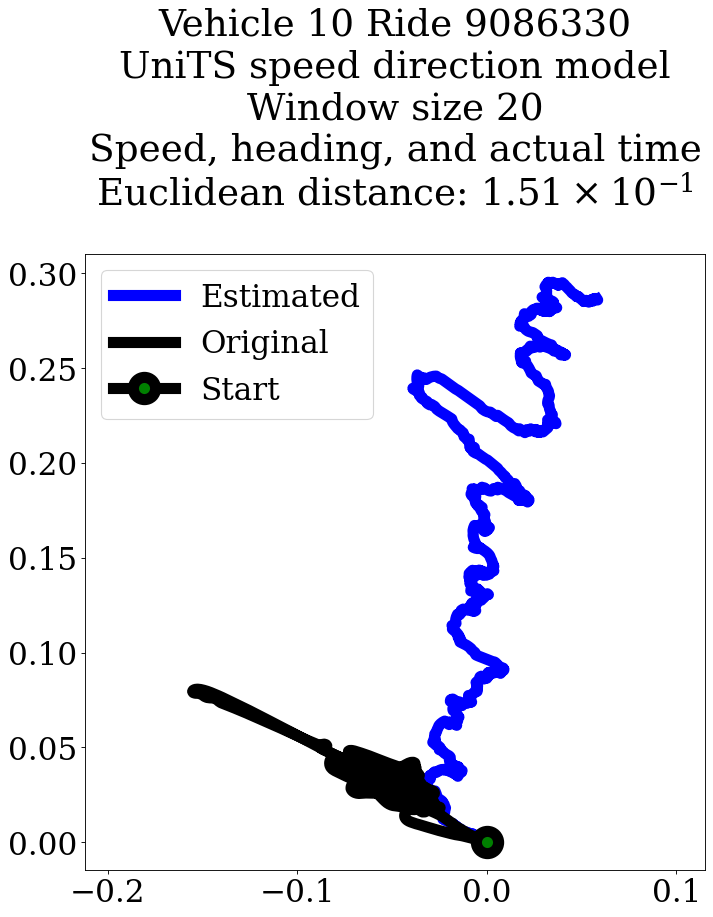 Vehicle 10 Ride 9086330
UniTS speed direction model
Window size 20
Speed, heading, and actual time
Euclidean distance: 1.51 × 10⁻¹
0.30
0.25
0.20
0.15
0.10
0.05
0.00
Estimated
Original
Start
−0.2
−0.1
0.0
0.1